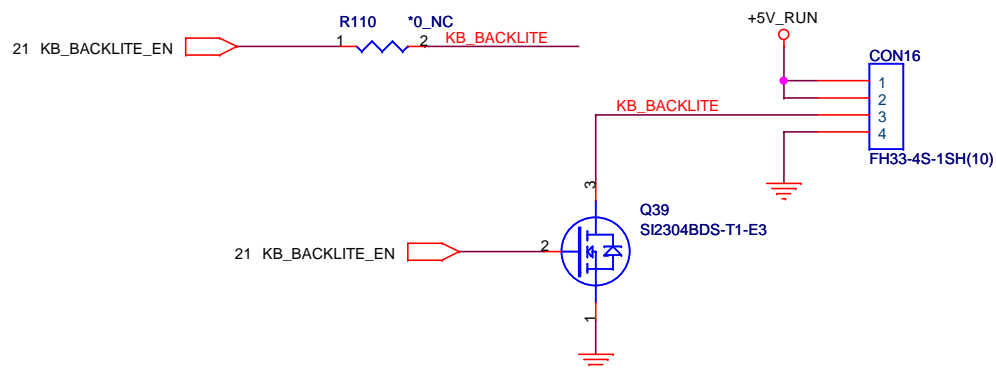 R110 *0_NC
21 KB_BACKLITE_EN 1 2 KB_BACKLITE
+5V_RUN
CON16
1
2
KB_BACKLITE 3
4
FH33-4S-1SH(10)
3
Q39
SI2304BDS-T1-E3
21 KB_BACKLITE_EN 2
1